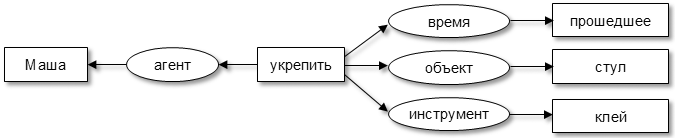 время
прошедшее
Маша
агент
укрепить
объект
стул
инструмент
клей